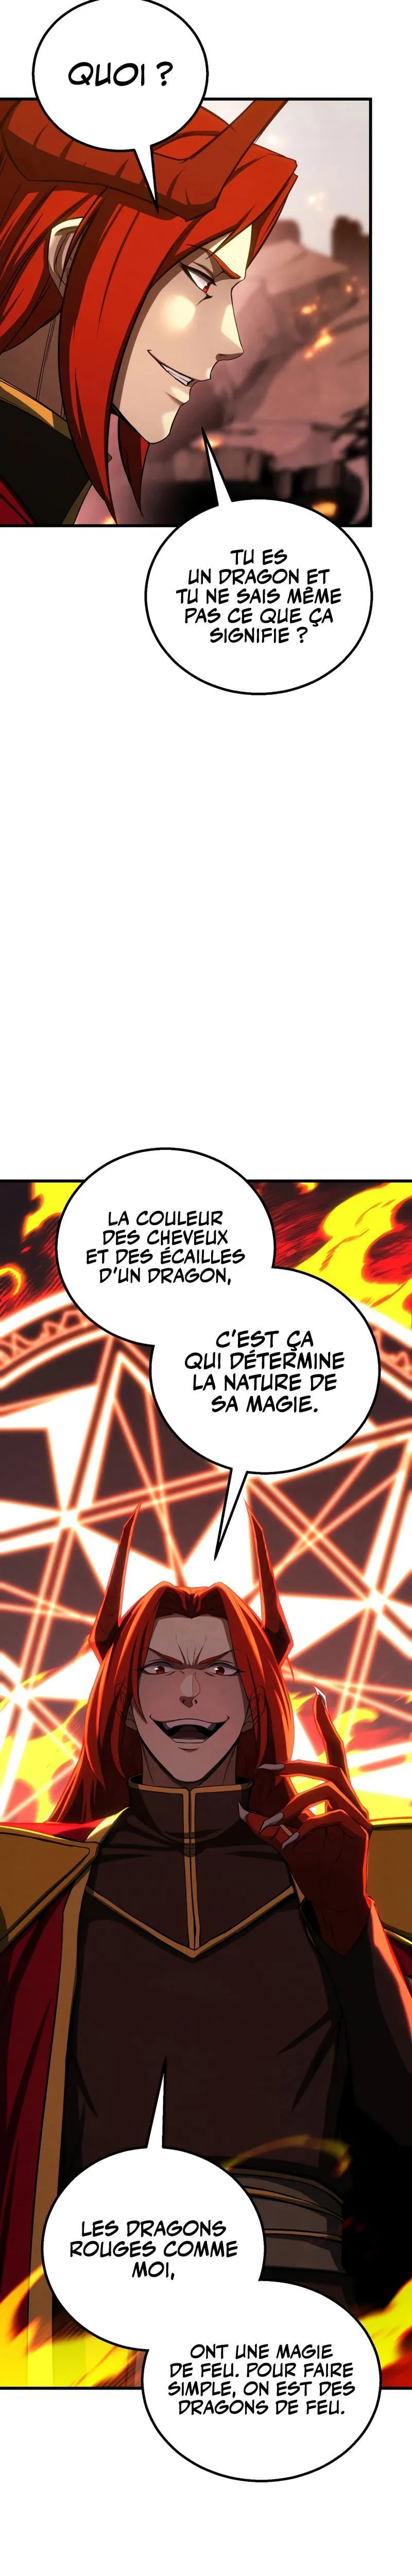 QUOI ?
TU ES
UN DRAGON ET
TU NE SAIS MÊME
PAS CE QUE ÇA
SIGNIFIE ?
LA COULEUR
DES CHEVEUX
ET DES ÉCAILLES
D'UN DRAGON,
C'EST ÇA
QUI DÉTERMINE
LA NATURE DE
SA MAGIE.
LES DRAGONS
ROUGES COMME
MOI,
ONT UNE MAGIE
DE FEU. POUR FAIRE
SIMPLE, ON EST DES
DRAGONS DE FEU.